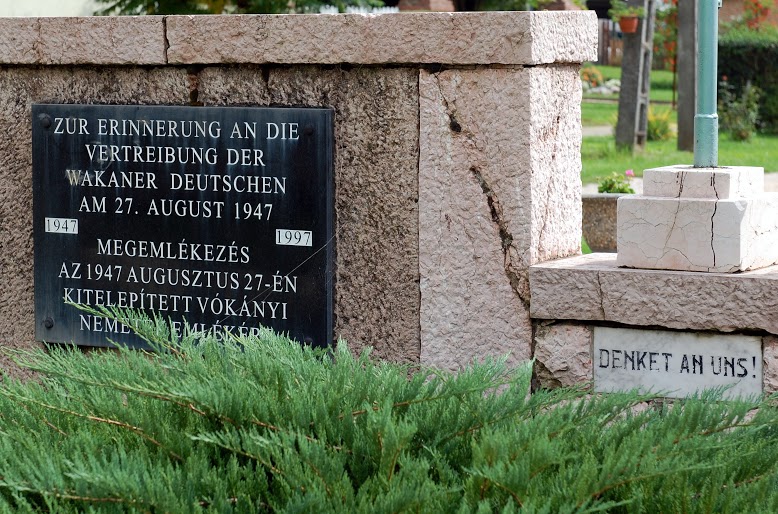 ZUR ERINNERUNG AN DIE
VERTREIBUNG DER
WAKANER DEUTSCHEN
AM 27. AUGUST 1947
1947
1997
MEGEMLÉKEZÉS
AZ 1947 AUGUSZTUS 27-ÉN
KITELEPÍTETT VÓKÁNYI
DENKET AN UNS!